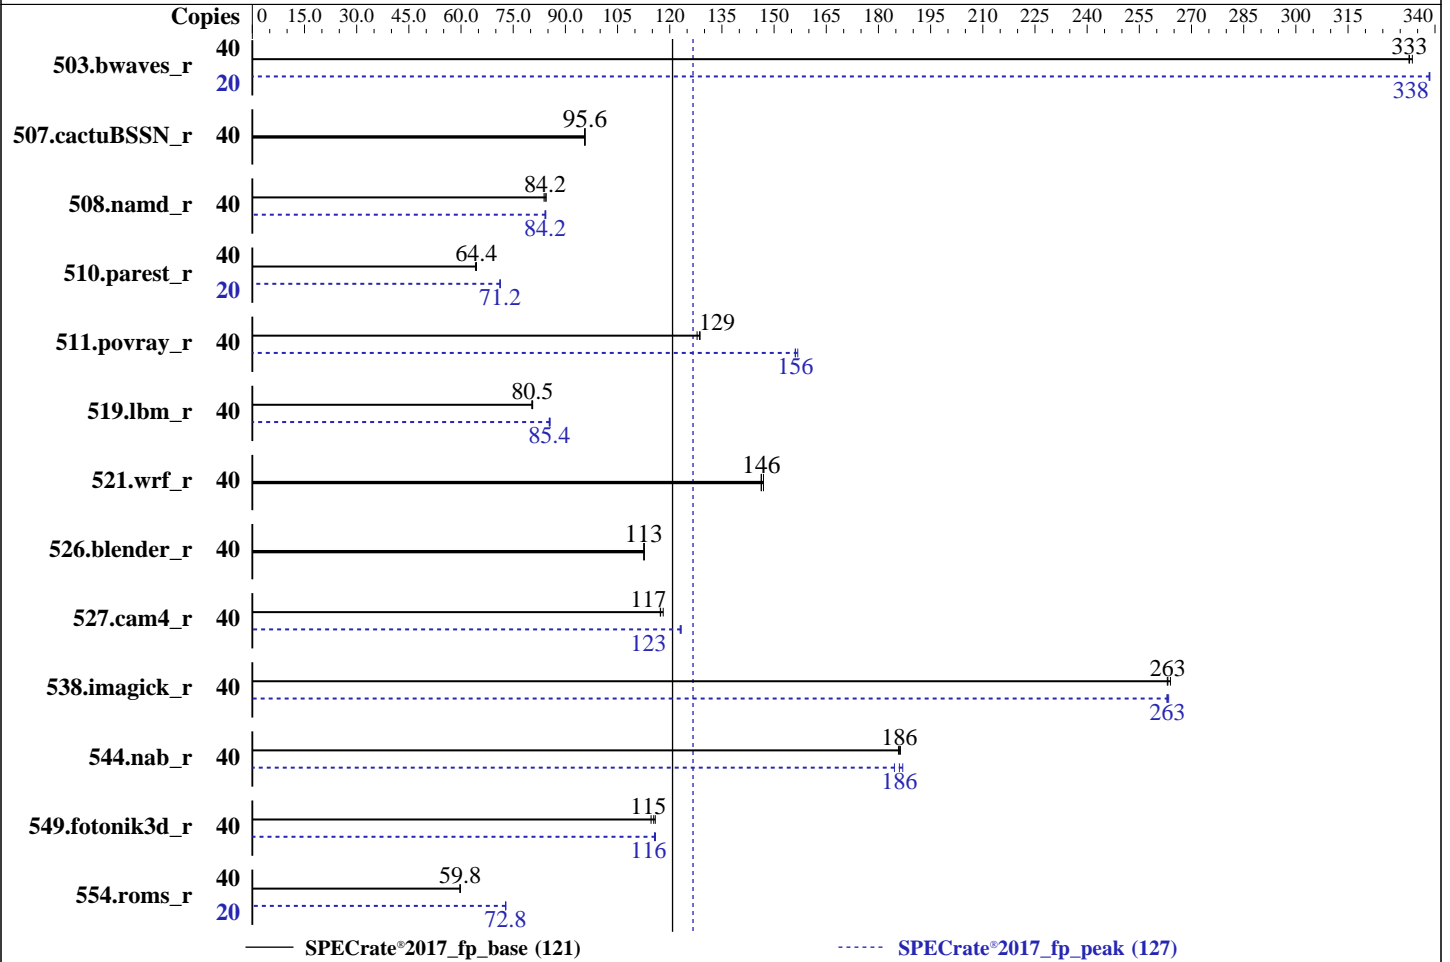 Copies 0 15.0 30.0 45.0 60.0 75.0 90.0 105 120 135 150 165 180 195 210 225 240 255 270 285 300 315 340
503.bwaves_r 40 333
20 338
507.cactuBSSN_r 40 95.6
508.namd_r 40 84.2
84.2
510.parest_r 40 64.4
20 71.2
511.povray_r 40 129
156
519.lbm_r 40 80.5
85.4
521.wrf_r 40 146
526.blender_r 40 113
527.cam4_r 40 117
123
538.imagick_r 40 263
263
544.nab_r 40 186
186
549.fotonik3d_r 40 115
116
554.roms_r 40 59.8
20 72.8
SPECrate®2017_fp_base (121) SPECrate®2017_fp_peak (127)